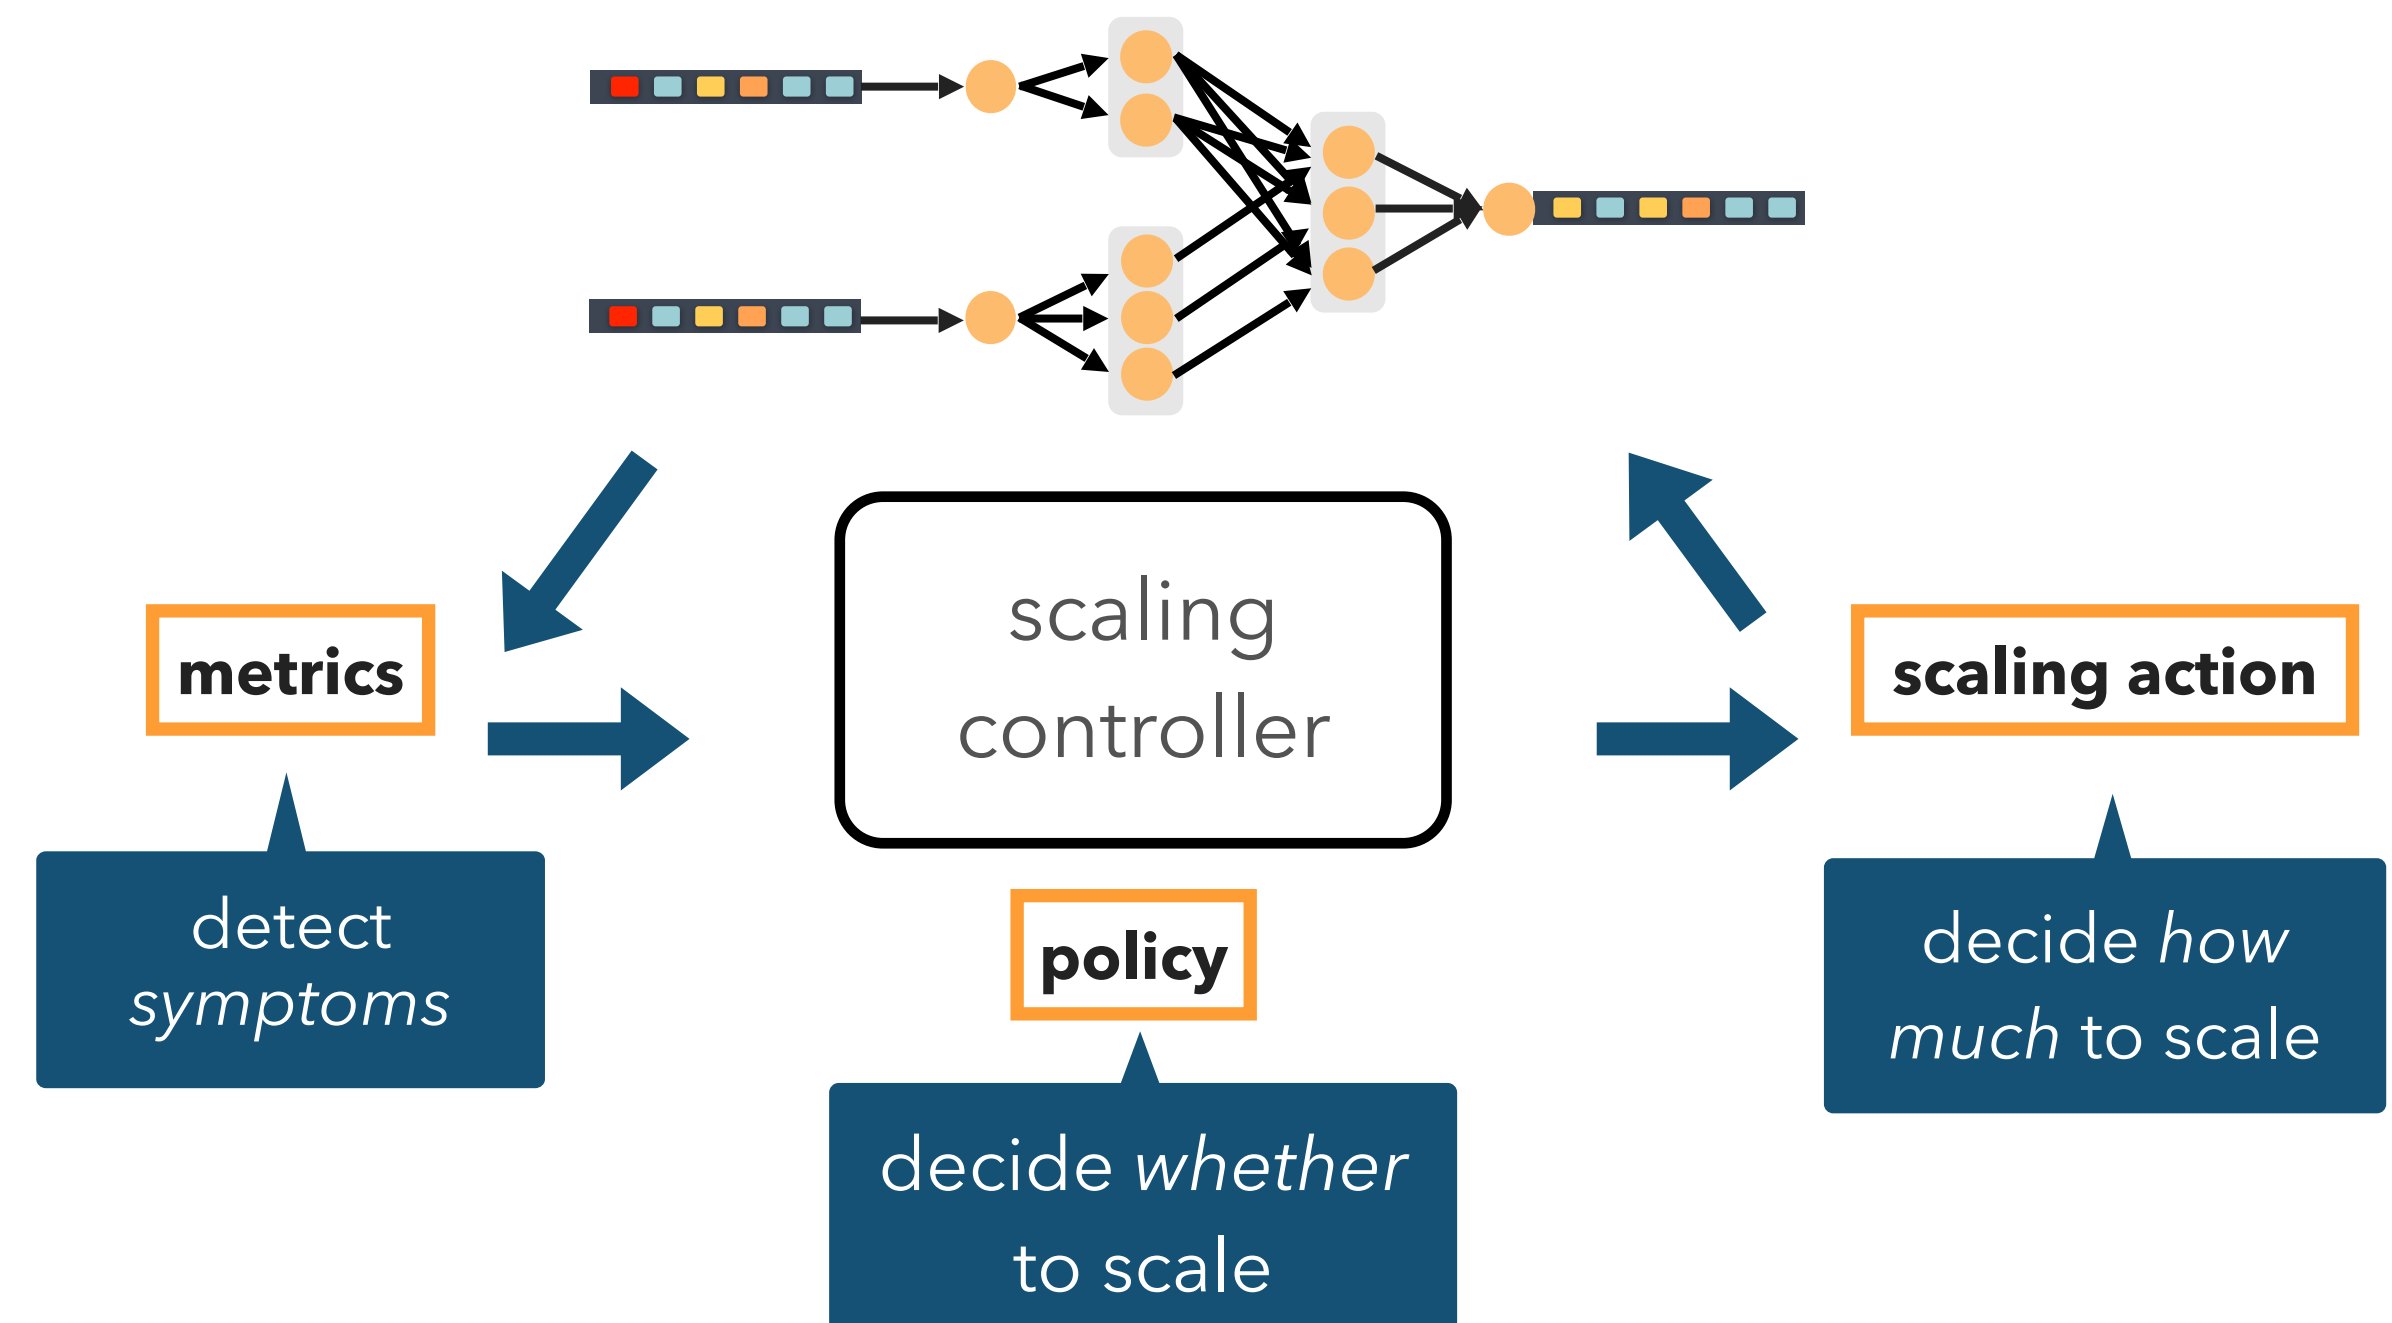 scaling
controller
metrics
scaling action
detect
symptoms
policy
decide how
much to scale
decide whether
to scale